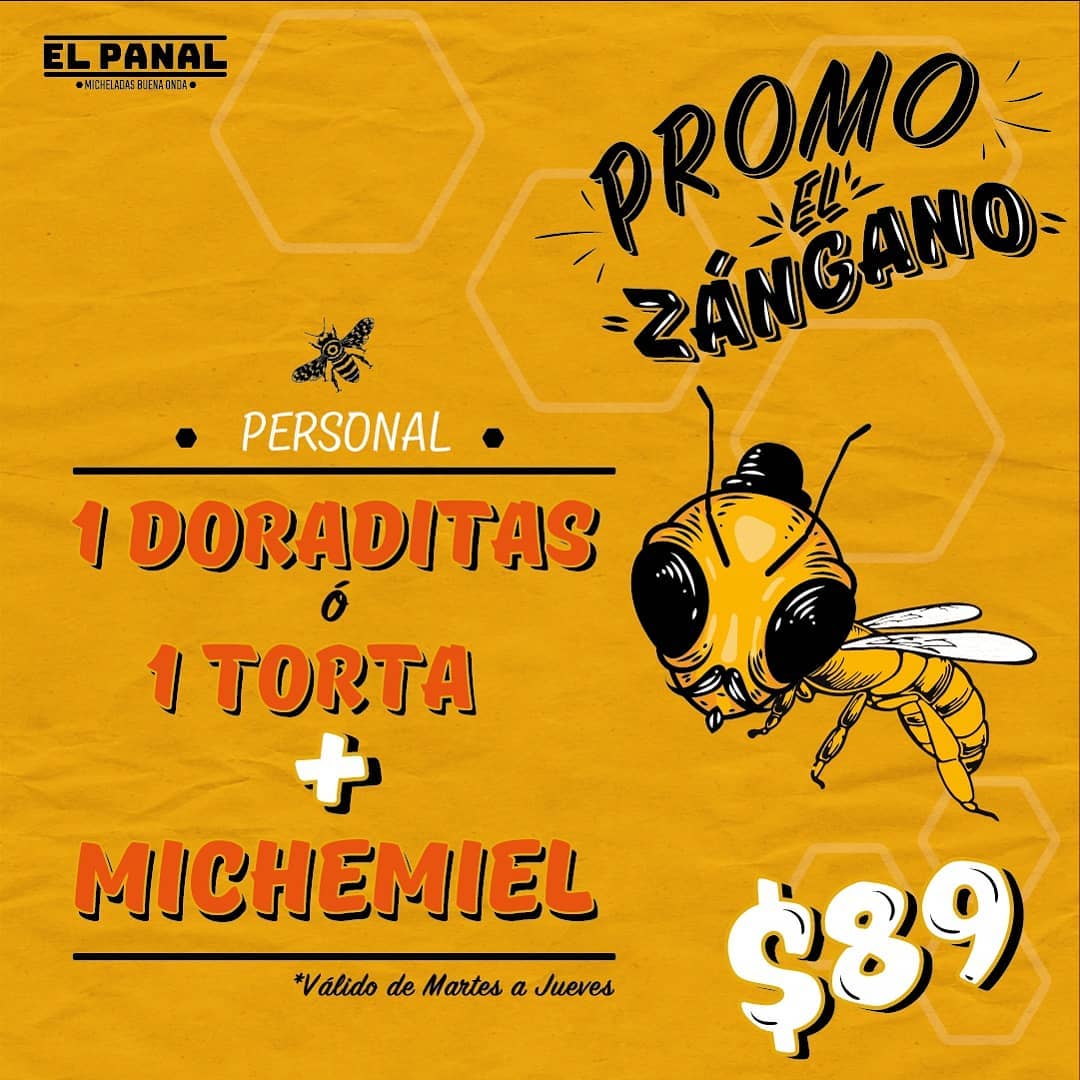 EL PANAL
•MICHELADAS BUENA ONDA•
PROMO
EL
ZÁNGANO
PERSONAL
1 DORADITAS
Ó
1 TORTA
+
MICHEMIEL
*Válido de Martes a Jueves
$89